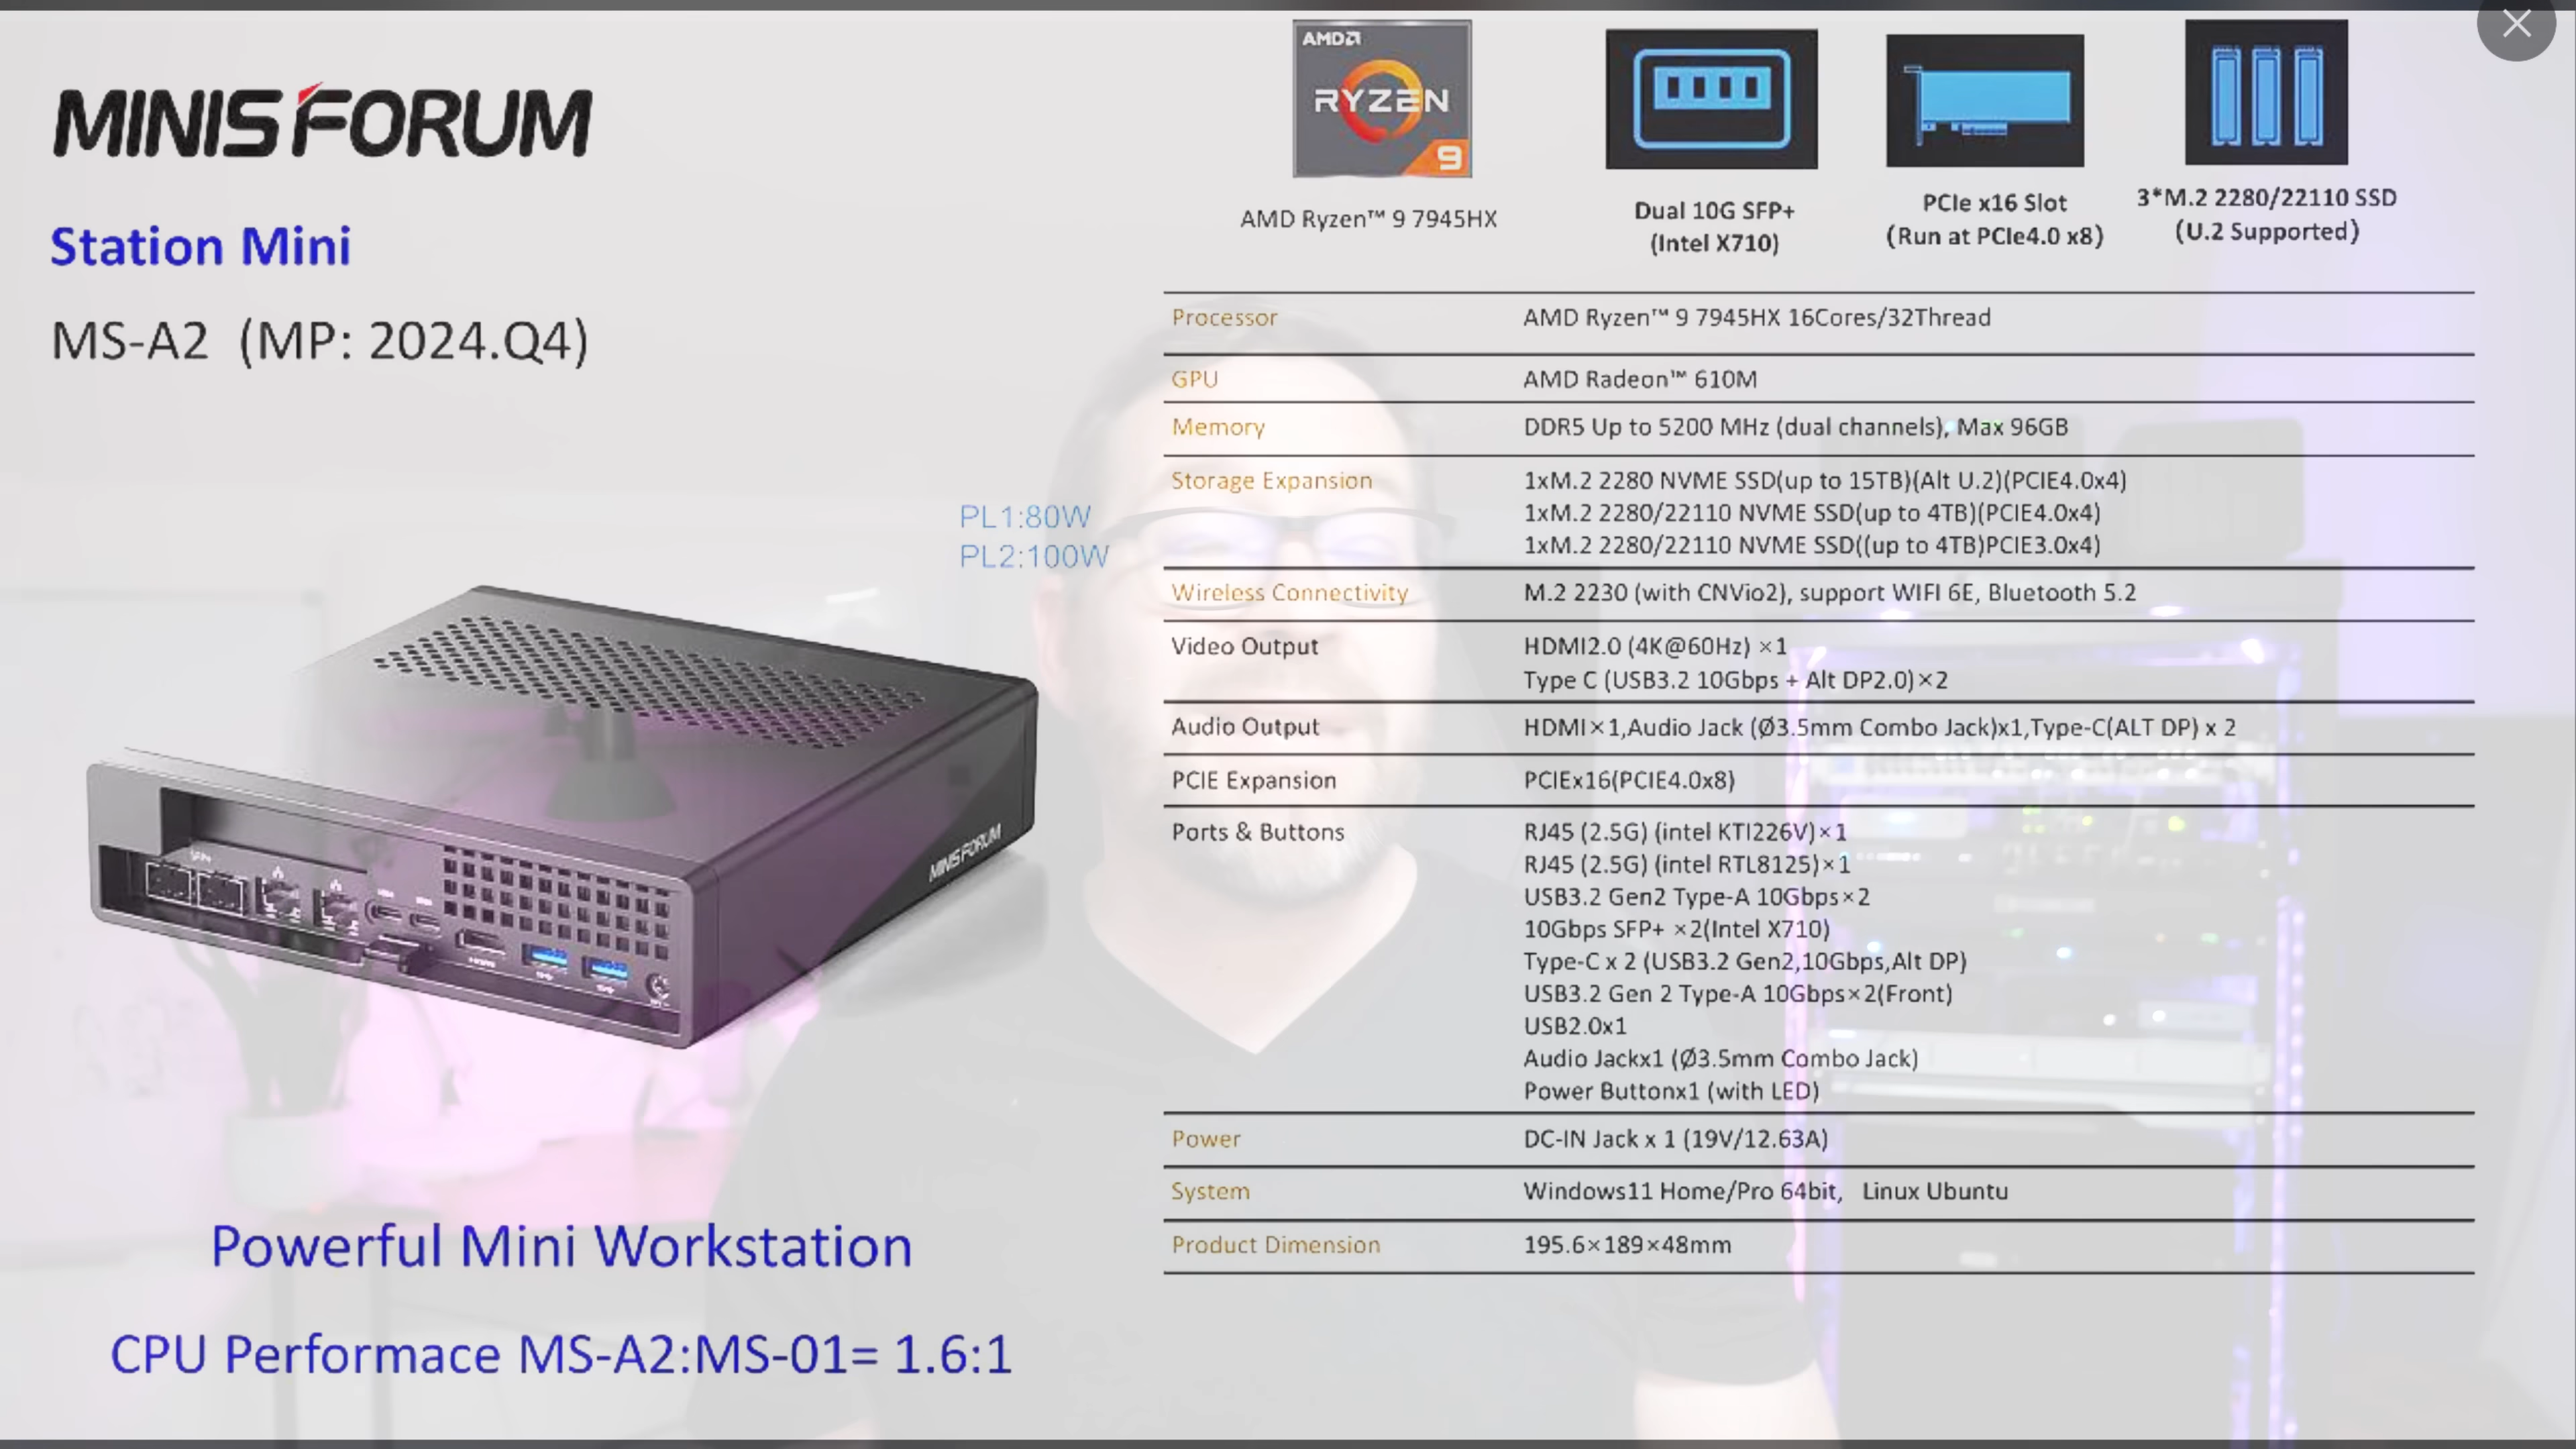 MINISFORUM
Station Mini
MS-A2 (MP: 2024.Q4)
PL1:80W
PL2:100W
MINISFORUM
Powerful Mini Workstation
CPU Performace MS-A2:MS-01= 1.6:1
AMD
RYZEN
9
AMD Ryzen™ 9 7945HX
Dual 10G SFP+
(Intel X710)
PCIe x16 Slot
(Run at PCIe4.0 x8)
3*M.2 2280/22110 SSD
(U.2 Supported)
Processor AMD Ryzen™ 9 7945HX 16Cores/32Thread
GPU AMD Radeon™ 610M
Memory DDR5 Up to 5200 MHz (dual channels), Max 96GB
Storage Expansion 1xM.2 2280 NVME SSD(up to 15TB)(Alt U.2)(PCIE4.0x4)
1xM.2 2280/22110 NVME SSD(up to 4TB)(PCIE4.0x4)
1xM.2 2280/22110 NVME SSD((up to 4TB)PCIE3.0x4)
Wireless Connectivity M.2 2230 (with CNVio2), support WIFI 6E, Bluetooth 5.2
Video Output HDMI2.0 (4K@60Hz) ×1
Type C (USB3.2 10Gbps + Alt DP2.0)×2
Audio Output HDMI×1,Audio Jack (Ø3.5mm Combo Jack)x1,Type-C(ALT DP) x 2
PCIE Expansion PCIEx16(PCIE4.0x8)
Ports & Buttons RJ45 (2.5G) (intel KTI226V)×1
RJ45 (2.5G) (intel RTL8125)×1
USB3.2 Gen2 Type-A 10Gbps×2
10Gbps SFP+ ×2(Intel X710)
Type-C x 2 (USB3.2 Gen2,10Gbps,Alt DP)
USB3.2 Gen 2 Type-A 10Gbps×2(Front)
USB2.0x1
Audio Jackx1 (Ø3.5mm Combo Jack)
Power Buttonx1 (with LED)
Power DC-IN Jack x 1 (19V/12.63A)
System Windows11 Home/Pro 64bit, Linux Ubuntu
Product Dimension 195.6×189×48mm